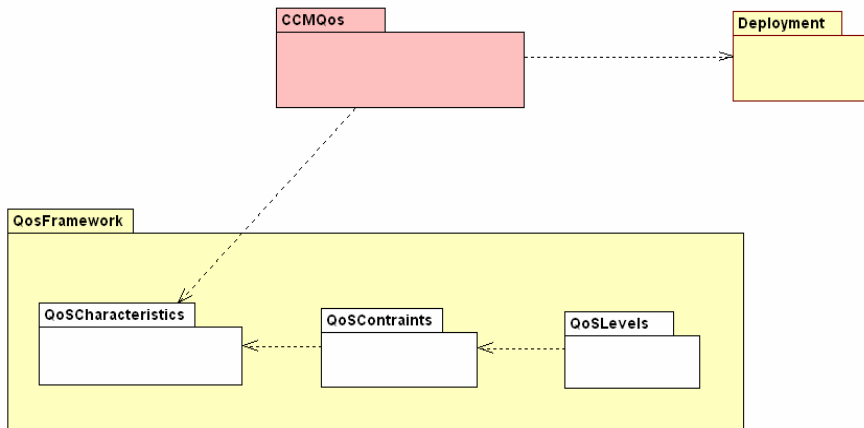 CCMQos
Deployment
QosFramework
QoSCharacteristics
QoSContraints
QoSLevels